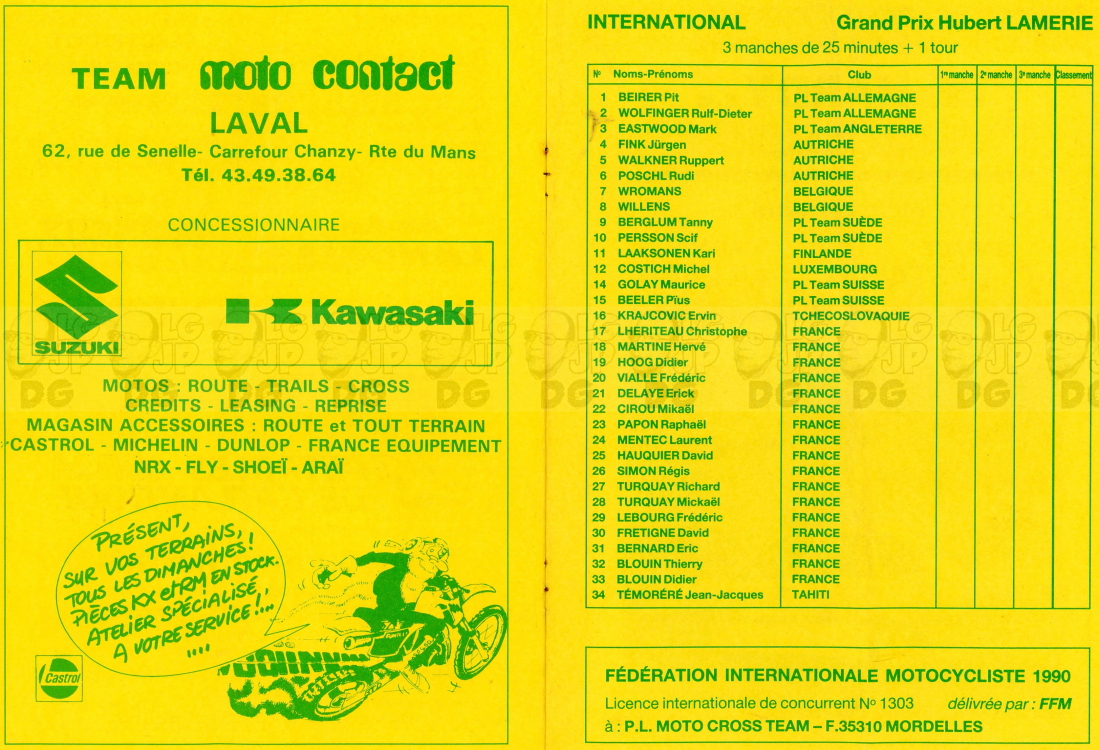 TEAM moto contact
LAVAL
62, rue de Senelle- Carrefour Chanzy- Rte du Mans
Tél. 43.49.38.64
CONCESSIONNAIRE
SUZUKI
Kawasaki
MOTOS : ROUTE - TRAILS - CROSS
CREDITS - LEASING - REPRISE
MAGASIN ACCESSOIRES : ROUTE et TOUT TERRAIN
CASTROL - MICHELIN - DUNLOP - FRANCE EQUIPEMENT
NRX - FLY - SHOEÏ - ARAÏ
PRÉSENT,
SUR VOS TERRAINS,
TOUS LES DIMANCHES!
PIÈCES KX et RM EN STOCK.
ATELIER SPÉCIALISÉ,
A VOTRE SERVICE!...
....
Castrol
INTERNATIONAL Grand Prix Hubert LAMERIE
3 manches de 25 minutes + 1 tour
Nº Noms-Prénoms Club 1re manche 2e manche 3e manche Classement
1 BEIRER Pit PL Team ALLEMAGNE
2 WOLFINGER Rulf-Dieter PL Team ALLEMAGNE
3 EASTWOOD Mark PL Team ANGLETERRE
4 FINK Jürgen AUTRICHE
5 WALKNER Ruppert AUTRICHE
6 POSCHL Rudi AUTRICHE
7 WROMANS BELGIQUE
8 WILLENS BELGIQUE
9 BERGLUM Tanny PL Team SUÈDE
10 PERSSON Scif PL Team SUÈDE
11 LAAKSONEN Kari FINLANDE
12 COSTICH Michel LUXEMBOURG
14 GOLAY Maurice PL Team SUISSE
15 BEELER Pïus PL Team SUISSE
16 KRAJCOVIC Ervin TCHECOSLOVAQUIE
17 LHERITEAU Christophe FRANCE
18 MARTINE Hervé FRANCE
19 HOOG Didier FRANCE
20 VIALLE Frédéric FRANCE
21 DELAYE Erick FRANCE
22 CIROU Mikaël FRANCE
23 PAPON Raphaël FRANCE
24 MENTEC Laurent FRANCE
25 HAUQUIER David FRANCE
26 SIMON Régis FRANCE
27 TURQUAY Richard FRANCE
28 TURQUAY Mickaël FRANCE
29 LEBOURG Frédéric FRANCE
30 FRETIGNE David FRANCE
31 BERNARD Eric FRANCE
32 BLOUIN Thierry FRANCE
33 BLOUIN Didier FRANCE
34 TÉMORÉRÉ Jean-Jacques TAHITI
FÉDÉRATION INTERNATIONALE MOTOCYCLISTE 1990
Licence internationale de concurrent Nº 1303 délivrée par : FFM
à : P.L. MOTO CROSS TEAM – F.35310 MORDELLES